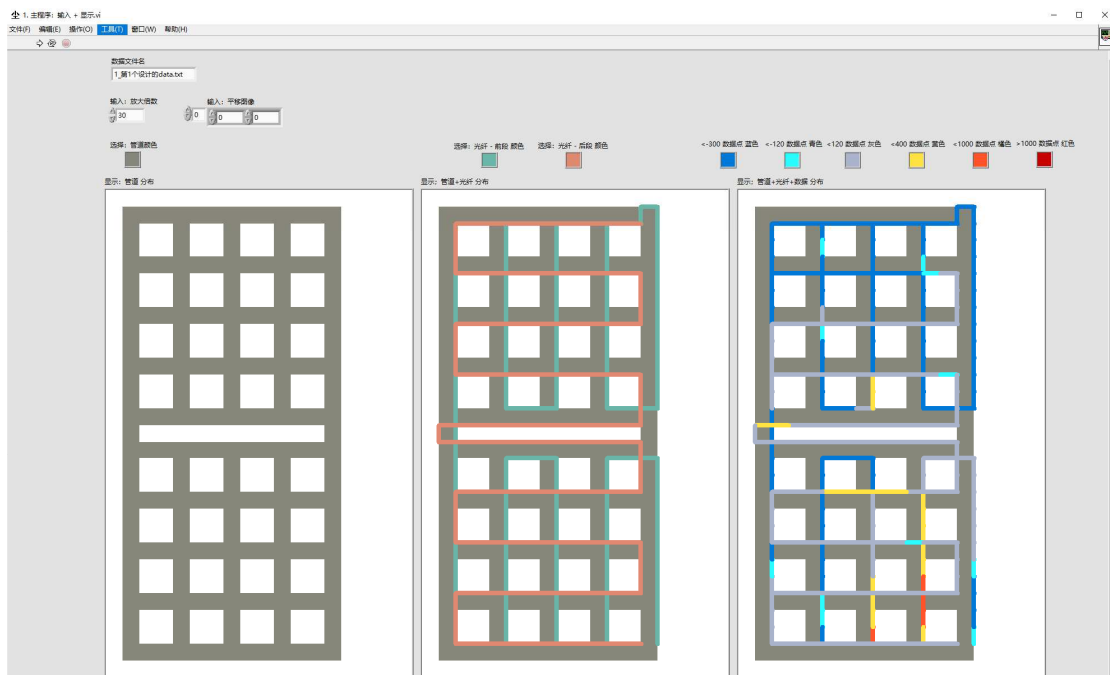 1. 主程序：输入 + 显示.vi
文件(F) 编辑(E) 操作(O) 工具(T) 窗口(W) 帮助(H)
数据文件名
1_第1个设计的data.txt
输入：放大倍数 输入：平移图像
30 0 0 0
选择：管道颜色 选择：光纤 - 前段 颜色 选择：光纤 - 后段 颜色 <-300 数据点 蓝色 <-120 数据点 青色 <120 数据点 灰色 <400 数据点 黄色 <1000 数据点 橘色 >1000 数据点 红色
显示：管道 分布 显示：管道+光纤 分布 显示：管道+光纤+数据 分布